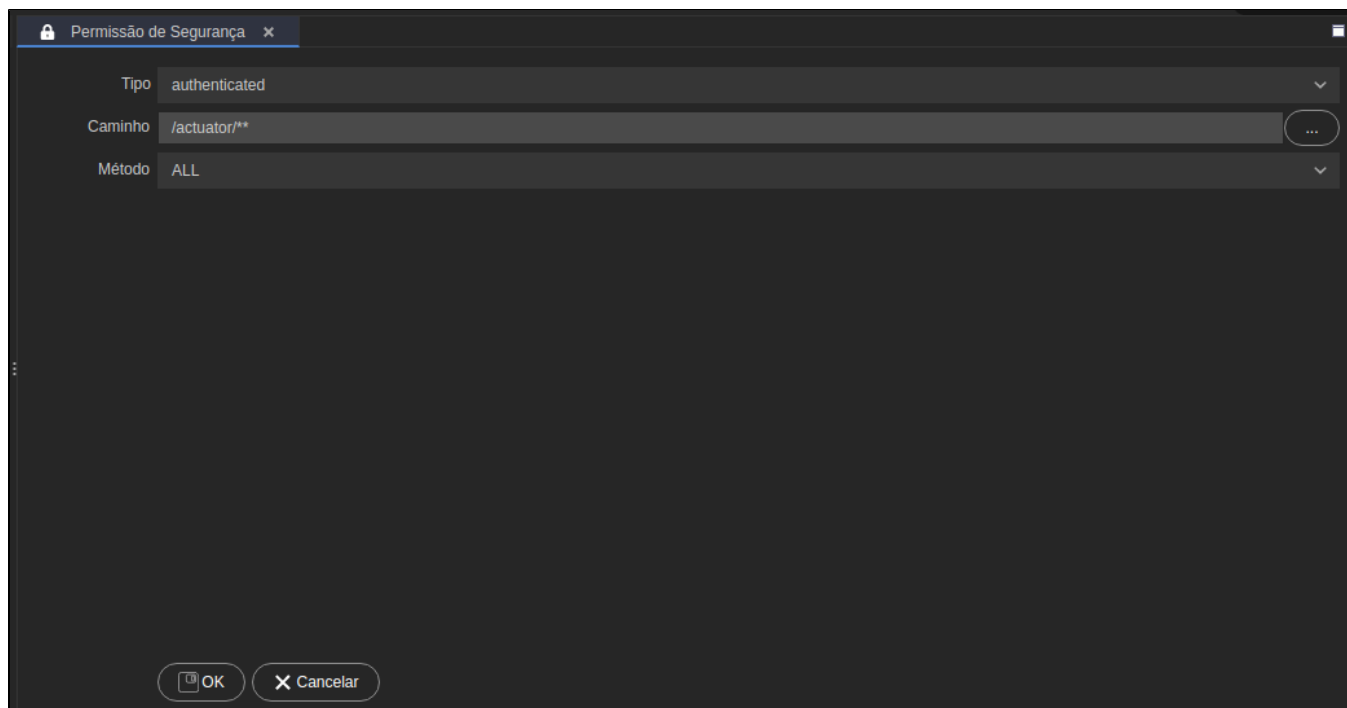 Permissão de Segurança ×
Tipo authenticated
Caminho /actuator/** ...
Método ALL
OK Cancelar